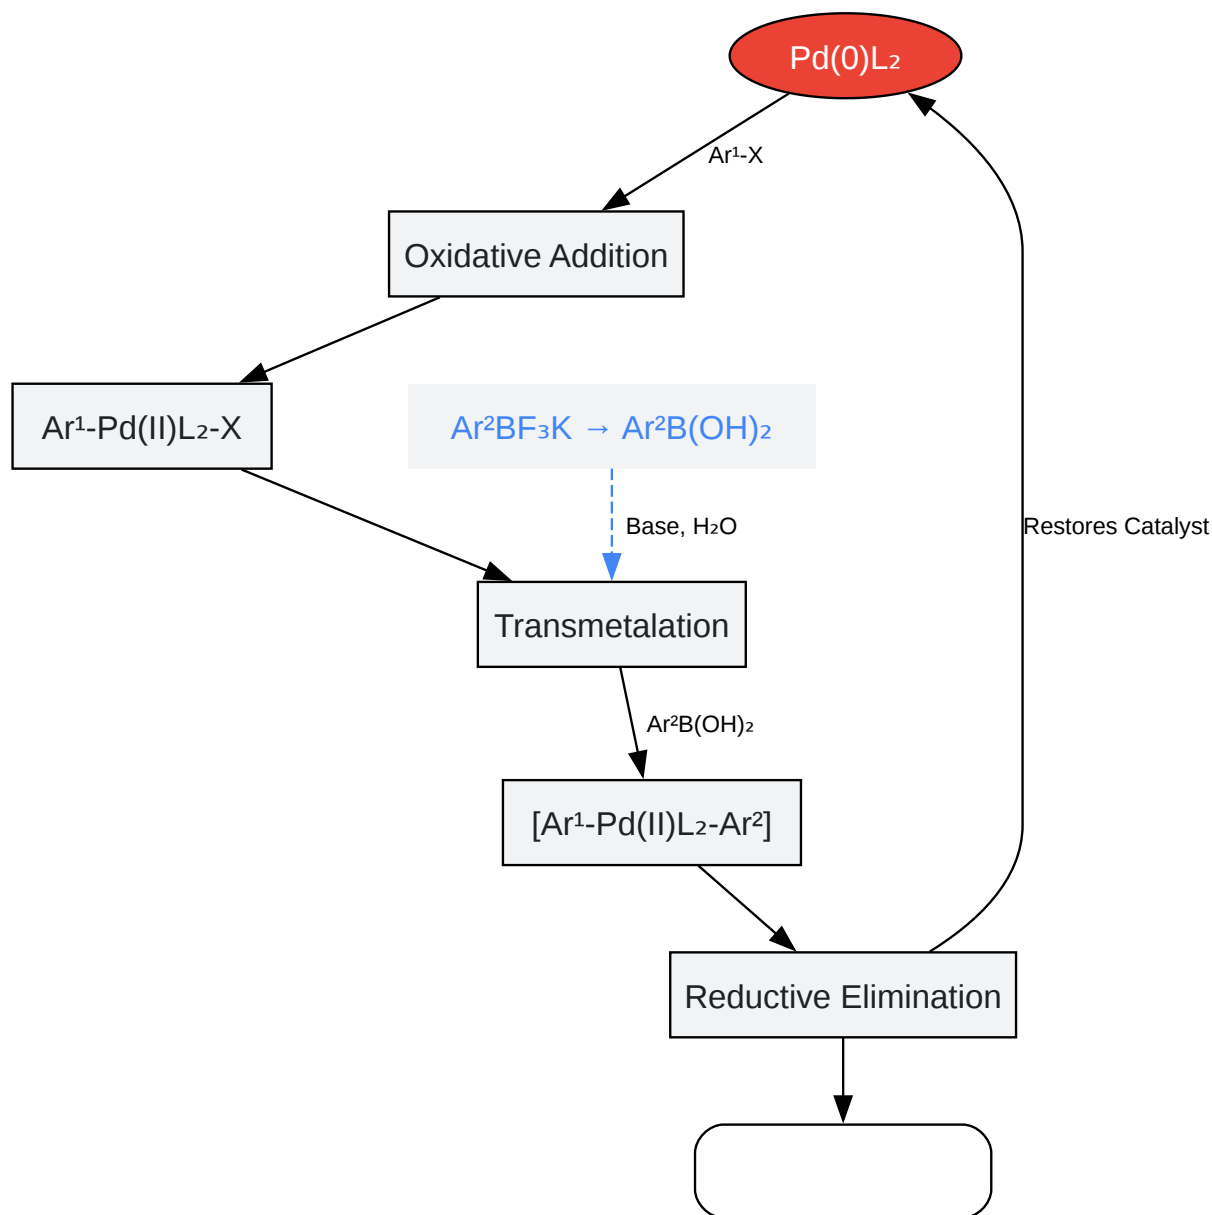 Pd(0)L₂
Ar¹-X
Oxidative Addition
Ar¹-Pd(II)L₂-X
Ar²BF₃K → Ar²B(OH)₂
Base, H₂O
Restores Catalyst
Transmetalation
Ar²B(OH)₂
[Ar¹-Pd(II)L₂-Ar²]
Reductive Elimination